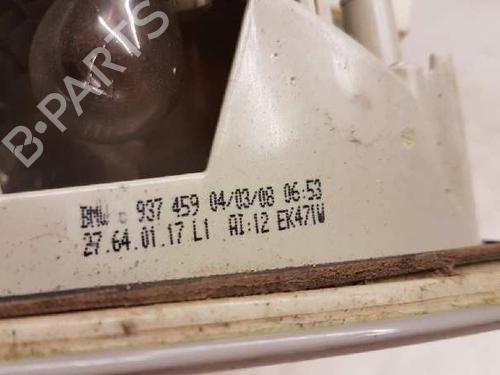 B-PARTS
BMW 937 459 04/03/08 06:53
27.64.01.17 L1 AI:12 EK471W